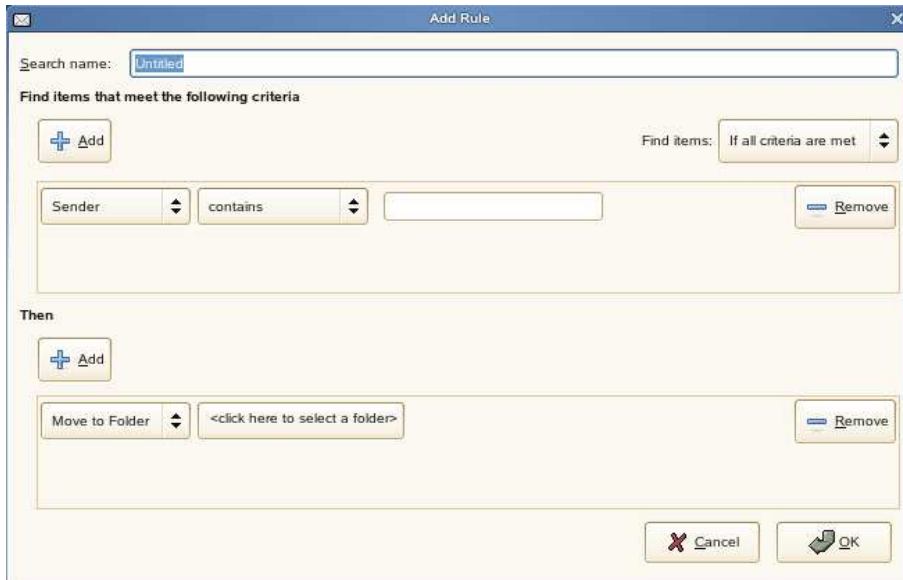 Add Rule
Search name: Untitled
Find items that meet the following criteria
Add Find items: If all criteria are met
Sender contains Remove
Then
Add
Move to Folder <click here to select a folder> Remove
Cancel OK